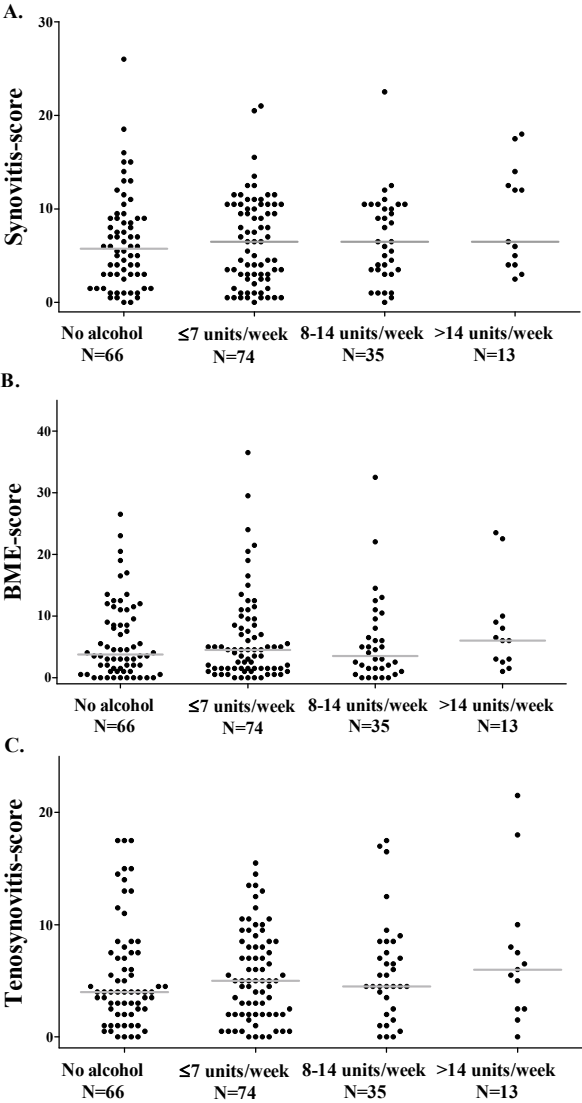 A.
Synovitis-score
30
20
10
0
No alcohol ≤7 units/week 8-14 units/week >14 units/week
N=66 N=74 N=35 N=13
B.
BME-score
40
30
20
10
0
No alcohol ≤7 units/week 8-14 units/week >14 units/week
N=66 N=74 N=35 N=13
C.
Tenosynovitis-score
20
10
0
No alcohol ≤7 units/week 8-14 units/week >14 units/week
N=66 N=74 N=35 N=13